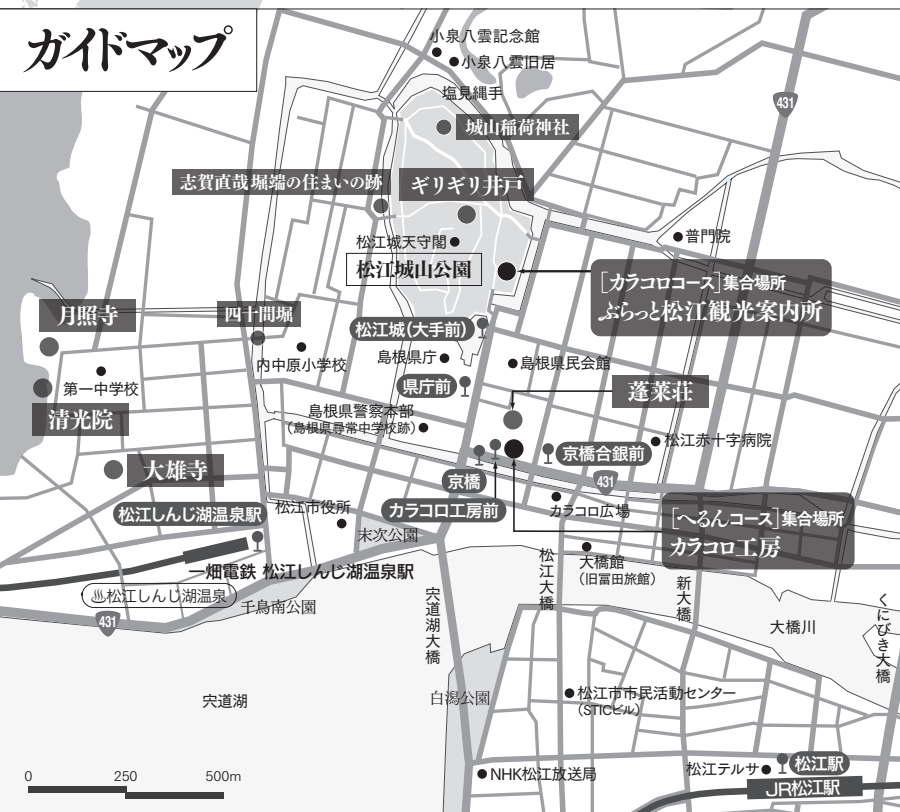 ガイドマップ
小泉八雲記念館
小泉八雲旧居
塩見縄手
431
城山稲荷神社
志賀直哉 堀端の住まいの跡
ギリギリ井戸
普門院
松江城天守閣
松江城山公園
［カラコロコース］集合場所
ぶらっと松江観光案内所
月照寺
四十間堀
松江城（大手前）
内中原小学校
島根県庁
島根県民会館
第一中学校
県庁前
蓬莱荘
清光院
島根県警察本部
（島根県尋常中学校跡）
松江赤十字病院
京橋合銀前
大雄寺
京橋
431
松江しんじ湖温泉駅
松江市役所
カラコロ工房前
カラコロ広場
［へるんコース］集合場所
カラコロ工房
末次公園
一畑電鉄 松江しんじ湖温泉駅
松江大橋
大橋館
（旧冨田旅館）
新大橋
♨松江しんじ湖温泉
千鳥南公園
431
宍道湖大橋
大橋川
くにびき大橋
宍道湖
白潟公園
松江市市民活動センター
（STICビル）
NHK松江放送局
松江テルサ
松江駅
JR松江駅
0 250 500m